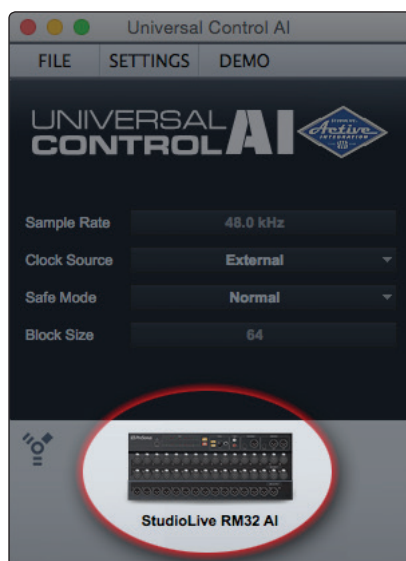 Universal Control AI
FILE SETTINGS DEMO
UNIVERSAL
CONTROL AI
Active
INTEGRATION
Sample Rate 48.0 kHz
Clock Source External
Safe Mode Normal
Block Size 64
StudioLive RM32 AI